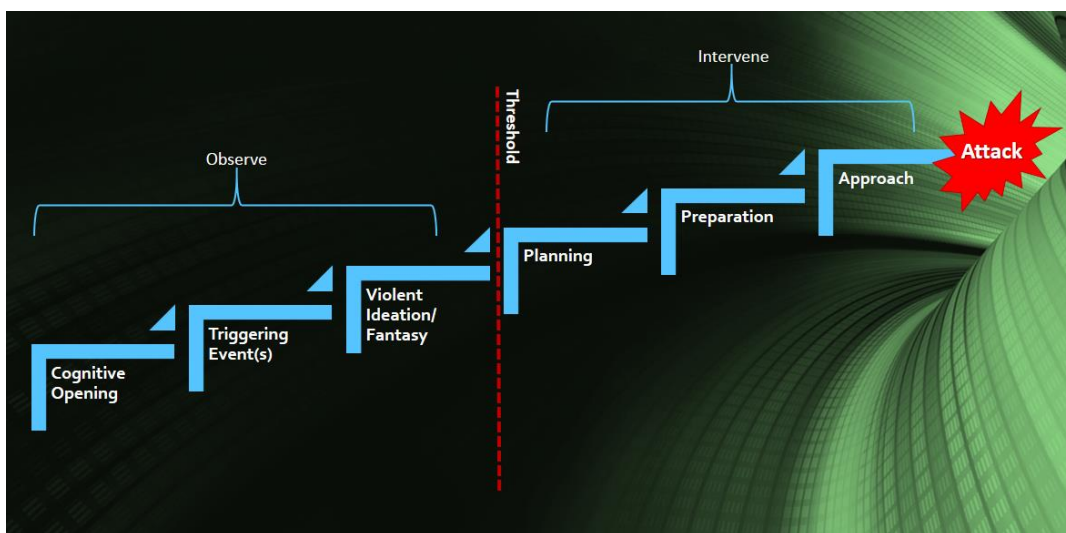 Intervene
Threshold
Attack
Observe
Approach
Preparation
Planning
Violent
Ideation/
Fantasy
Triggering
Event(s)
Cognitive
Opening